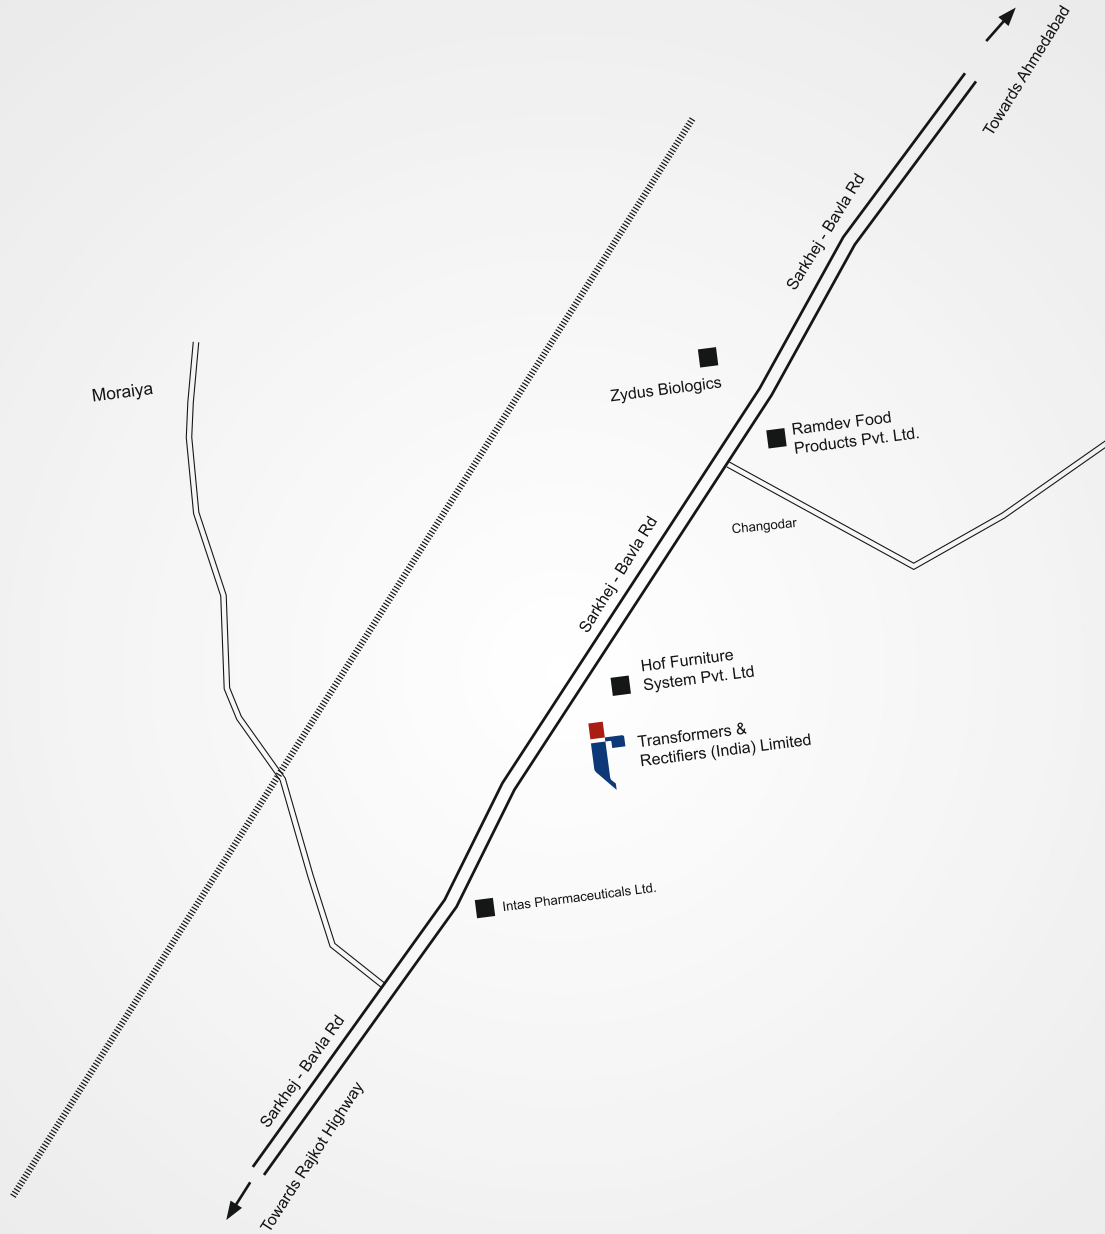 Towards Ahmedabad
Sarkhej - Bavla Rd
Zydus Biologics
Moraiya
Ramdev Food
Products Pvt. Ltd.
Changodar
Sarkhej - Bavla Rd
Hof Furniture
System Pvt. Ltd
Transformers &
Rectifiers (India) Limited
Intas Pharmaceuticals Ltd.
Sarkhej - Bavla Rd
Towards Rajkot Highway